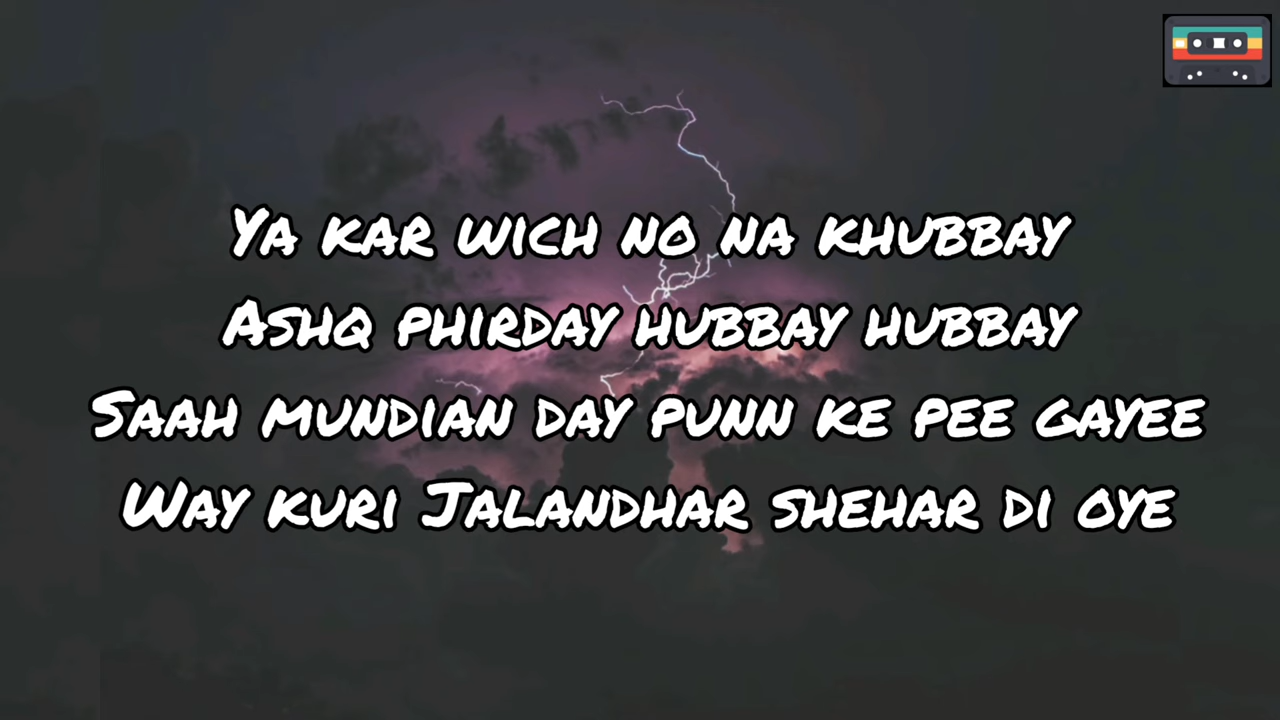 Ya kar wich no na khubbay
Ashq phirday hubbay hubbay
Saah mundian day punn ke pee gayee
Way kuri Jalandhar shehar di oye